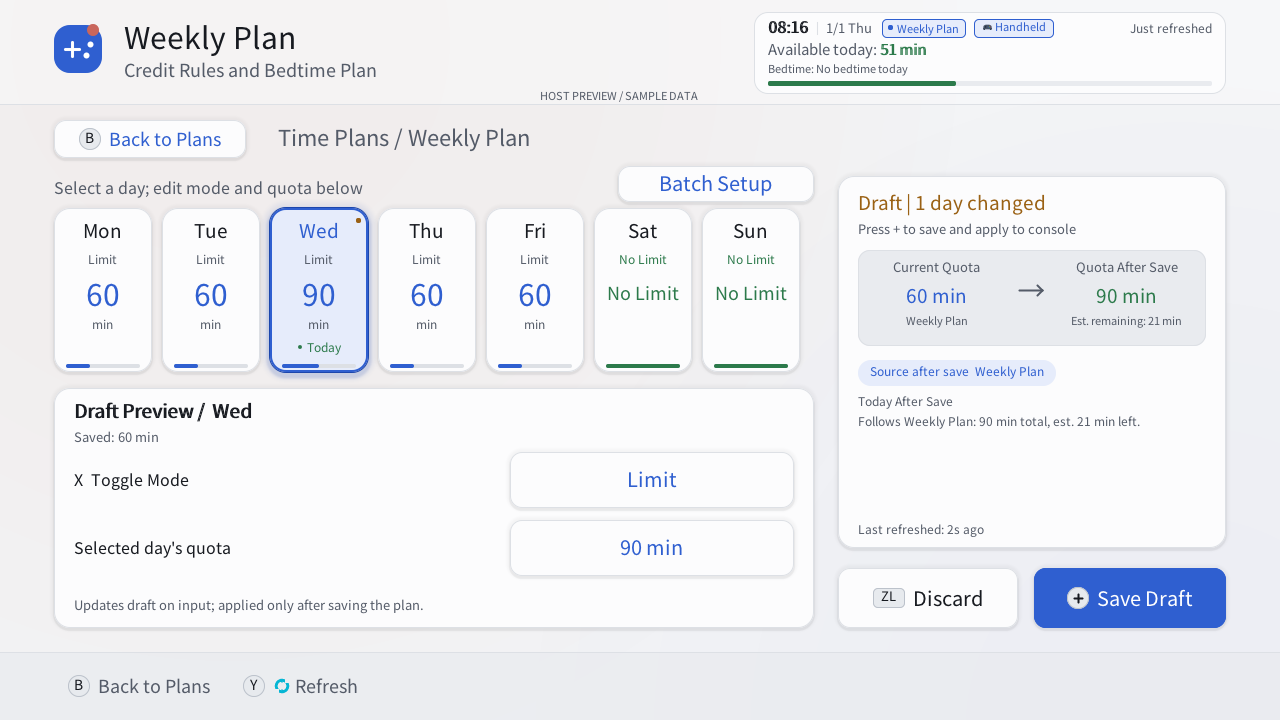 Weekly Plan
Credit Rules and Bedtime Plan
08:16 1/1 Thu Weekly Plan Handheld Just refreshed
Available today: 51 min
Bedtime: No bedtime today
HOST PREVIEW / SAMPLE DATA
B Back to Plans
Time Plans / Weekly Plan
Select a day; edit mode and quota below
Batch Setup
Mon
Limit
60
min
Tue
Limit
60
min
Wed
Limit
90
min
• Today
Thu
Limit
60
min
Fri
Limit
60
min
Sat
No Limit
No Limit
Sun
No Limit
No Limit
Draft Preview / Wed
Saved: 60 min
X Toggle Mode
Limit
Selected day's quota
90 min
Updates draft on input; applied only after saving the plan.
Draft | 1 day changed
Press + to save and apply to console
Current Quota
60 min
Weekly Plan
→
Quota After Save
90 min
Est. remaining: 21 min
Source after save Weekly Plan
Today After Save
Follows Weekly Plan: 90 min total, est. 21 min left.
Last refreshed: 2s ago
ZL Discard
+ Save Draft
B Back to Plans
Y Refresh